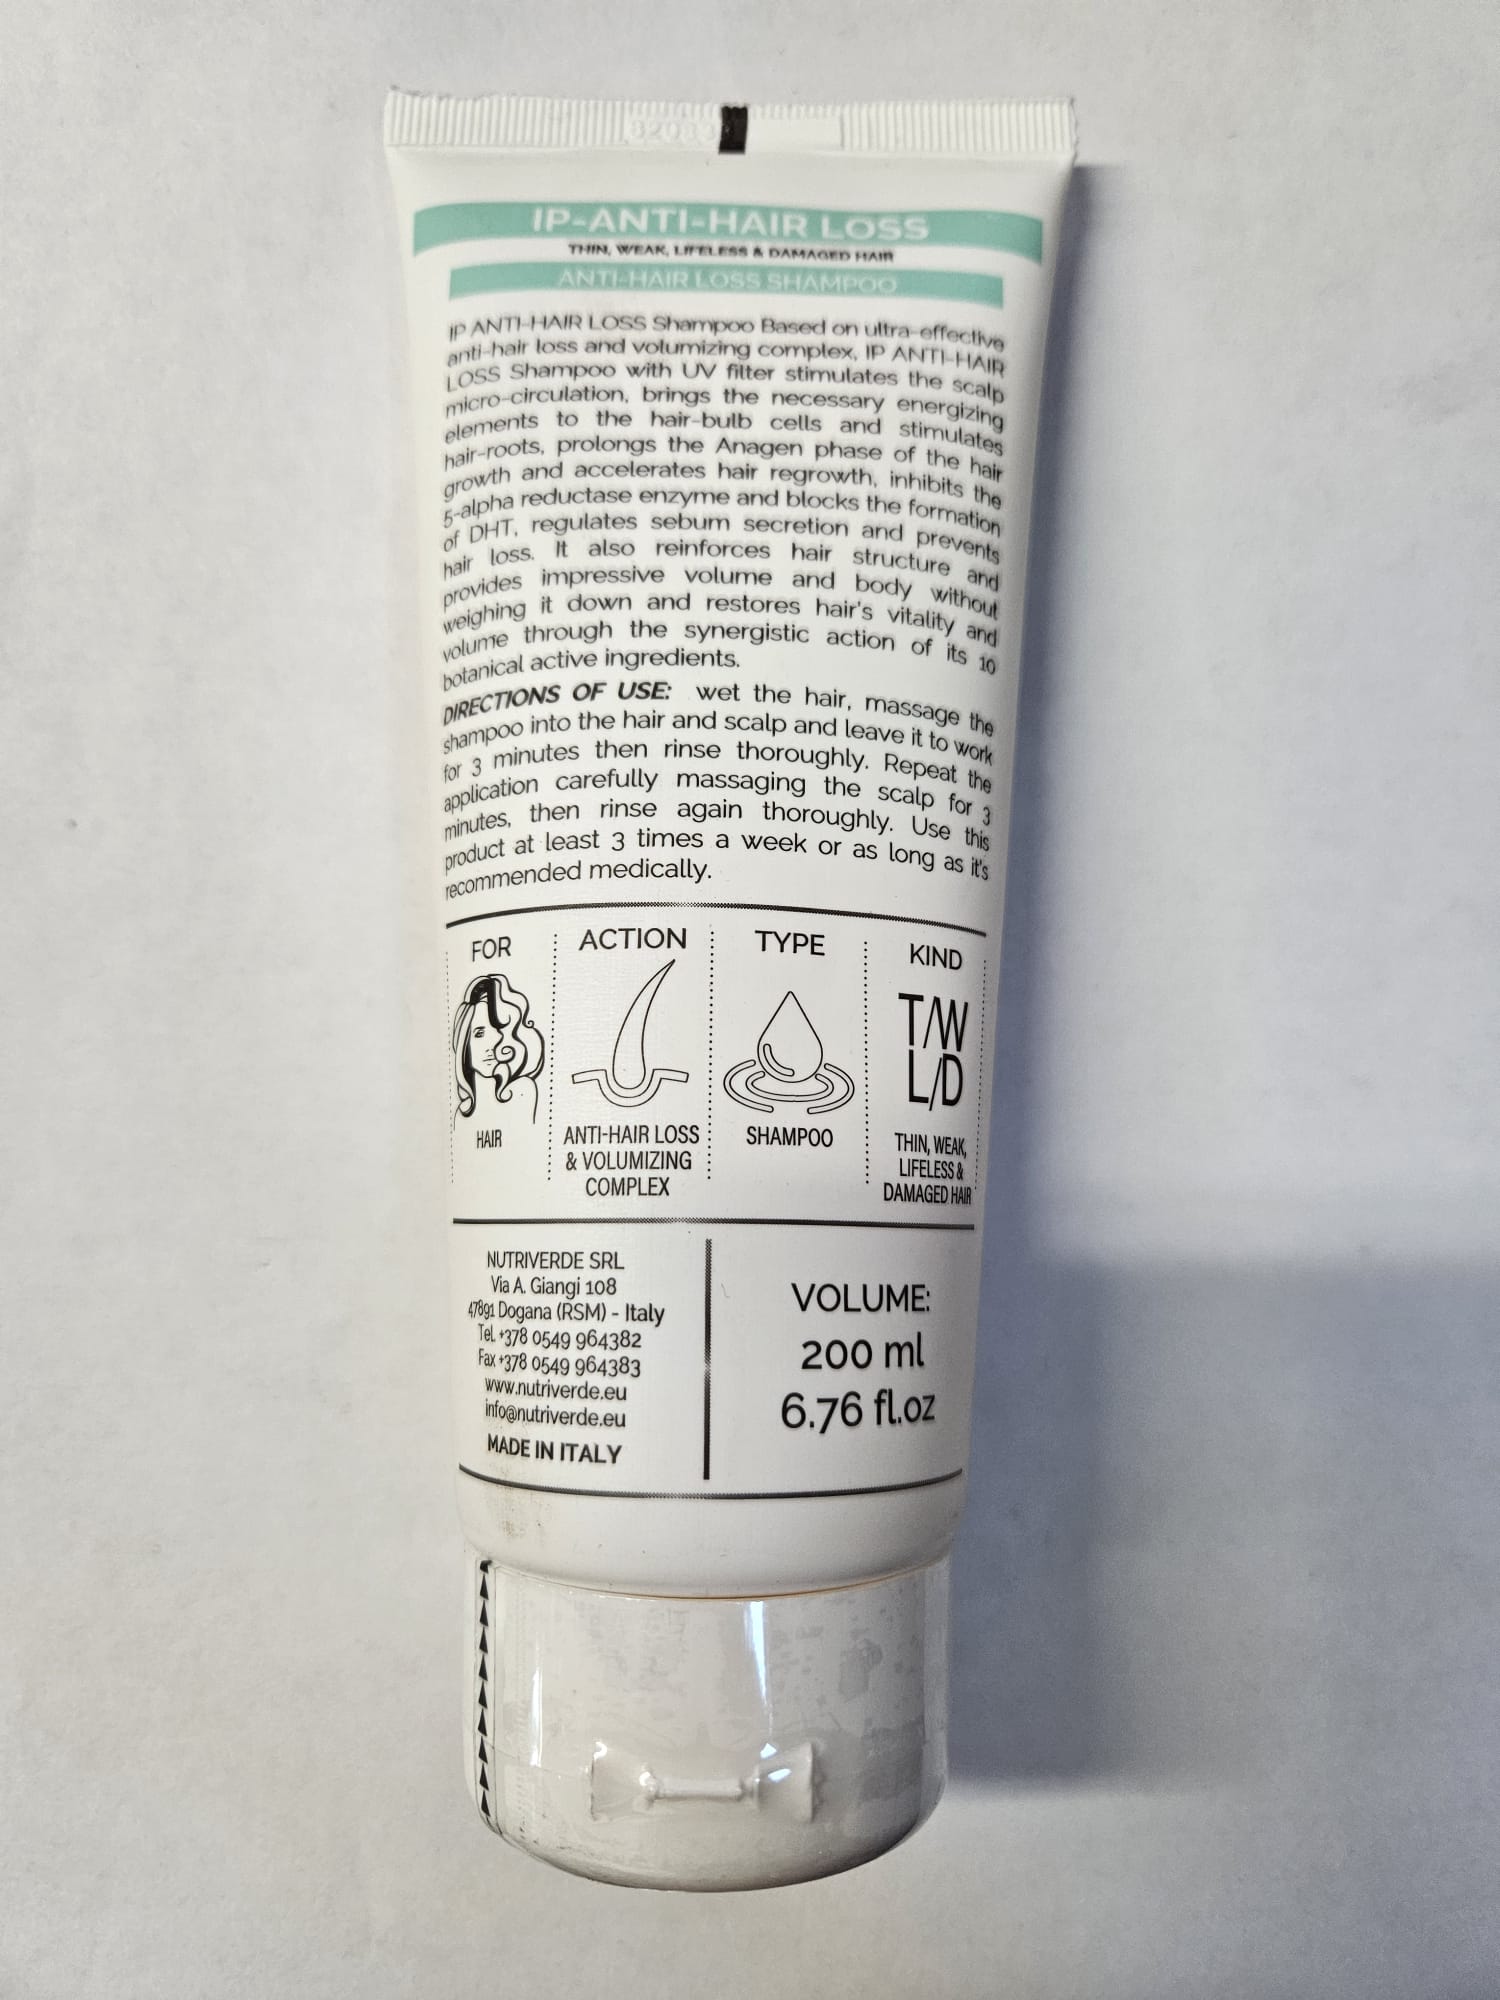 IP-ANTI-HAIR LOSS
THIN, WEAK, LIFELESS & DAMAGED HAIR
ANTI-HAIR LOSS SHAMPOO
IP ANTI-HAIR LOSS Shampoo Based on ultra-effective
anti-hair loss and volumizing complex, IP ANTI-HAIR
LOSS Shampoo with UV filter stimulates the scalp
micro-circulation, brings the necessary energizing
elements to the hair-bulb cells and stimulates
hair-roots, prolongs the Anagen phase of the hair
growth and accelerates hair regrowth, inhibits the
5-alpha reductase enzyme and blocks the formation
of DHT, regulates sebum secretion and prevents
hair loss. It also reinforces hair structure and
provides impressive volume and body without
weighing it down and restores hair's vitality and
volume through the synergistic action of its 10
botanical active ingredients.
DIRECTIONS OF USE: wet the hair, massage the
shampoo into the hair and scalp and leave it to work
for 3 minutes then rinse thoroughly. Repeat the
application carefully massaging the scalp for 3
minutes, then rinse again thoroughly. Use this
product at least 3 times a week or as long as it's
recommended medically.
FOR
HAIR
ACTION
ANTI-HAIR LOSS
& VOLUMIZING
COMPLEX
TYPE
SHAMPOO
KIND
T/W
L/D
THIN, WEAK,
LIFELESS &
DAMAGED HAIR
NUTRIVERDE SRL
Via A. Giangi 108
47891 Dogana (RSM) - Italy
Tel. +378 0549 964382
Fax +378 0549 964383
www.nutriverde.eu
info@nutriverde.eu
MADE IN ITALY
VOLUME:
200 ml
6.76 fl.oz